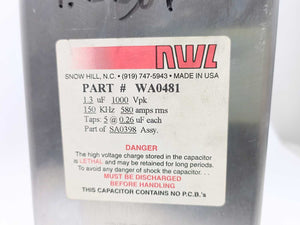 NWL
SNOW HILL, N.C. • (919) 747-5943 • MADE IN USA
PART # WA0481
1.3 uF 1000 Vpk
150 KHz 580 amps rms
Taps: 5 @ 0.26 uF each
Part of SA0398 Assy.
DANGER
The high voltage charge stored in the capacitor
is LETHAL and may be retained for long periods.
To avoid any danger of shock the capacitor...
MUST BE DISCHARGED
BEFORE HANDLING
THIS CAPACITOR CONTAINS NO P.C.B.'s